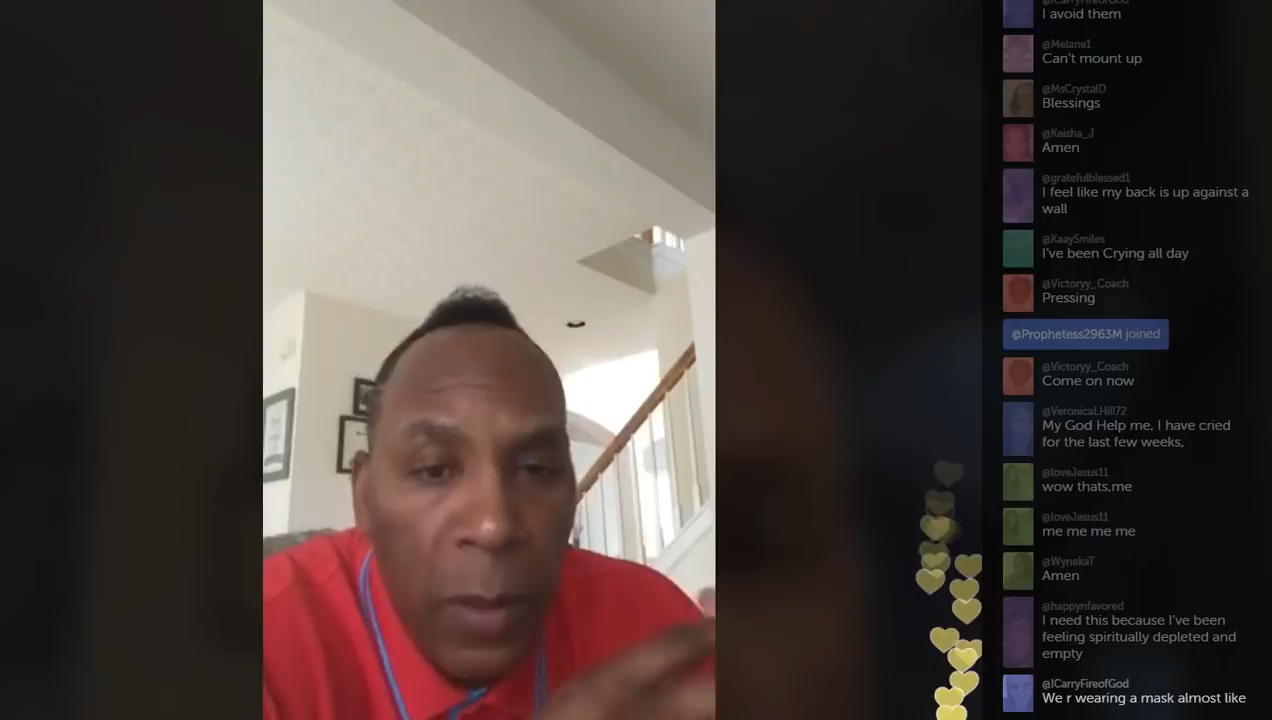 I avoid them
@Melane1
Can't mount up
@MsCrystalD
Blessings
@Keisha_J
Amen
@gratefulblessed1
I feel like my back is up against a
wall
@KaaySmiles
I've been Crying all day
@Victoryy_Coach
Pressing
@Prophetess2963M joined
@Victoryy_Coach
Come on now
@VeronicaLHill72
My God Help me, I have cried
for the last few weeks,
@loveJesus11
wow thats,me
@loveJesus11
me me me me
@WynekaT
Amen
@happynfavored
I need this because I've been
feeling spiritually depleted and
empty
@ICarryFireofGod
We r wearing a mask almost like